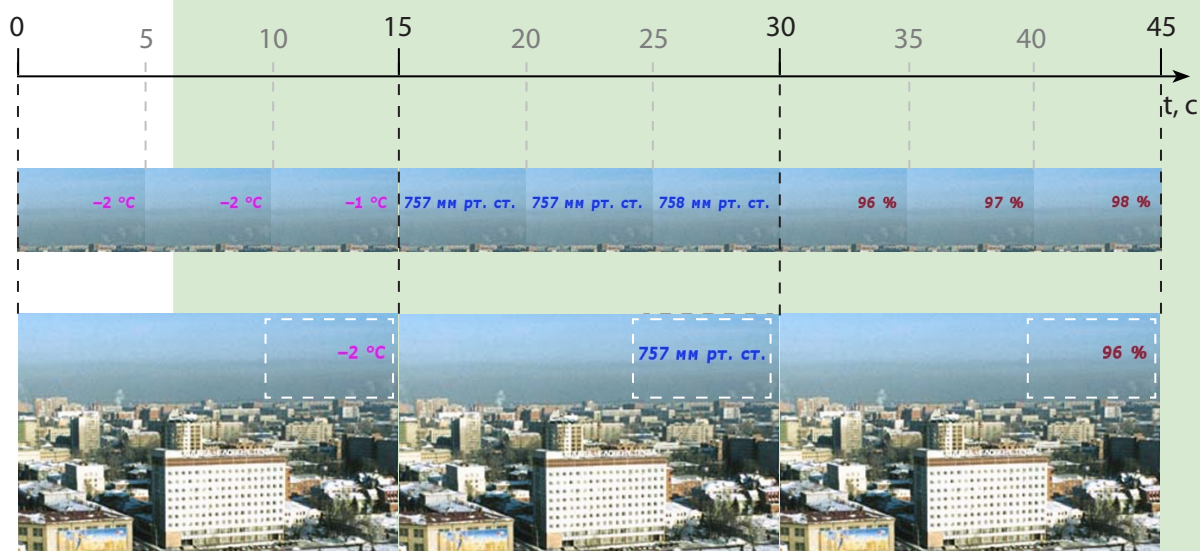 0 5 10 15 20 25 30 35 40 45
t, с
−2 °C −2 °C −1 °C 757 мм рт. ст. 757 мм рт. ст. 758 мм рт. ст. 96 % 97 % 98 %
−2 °C 757 мм рт. ст. 96 %